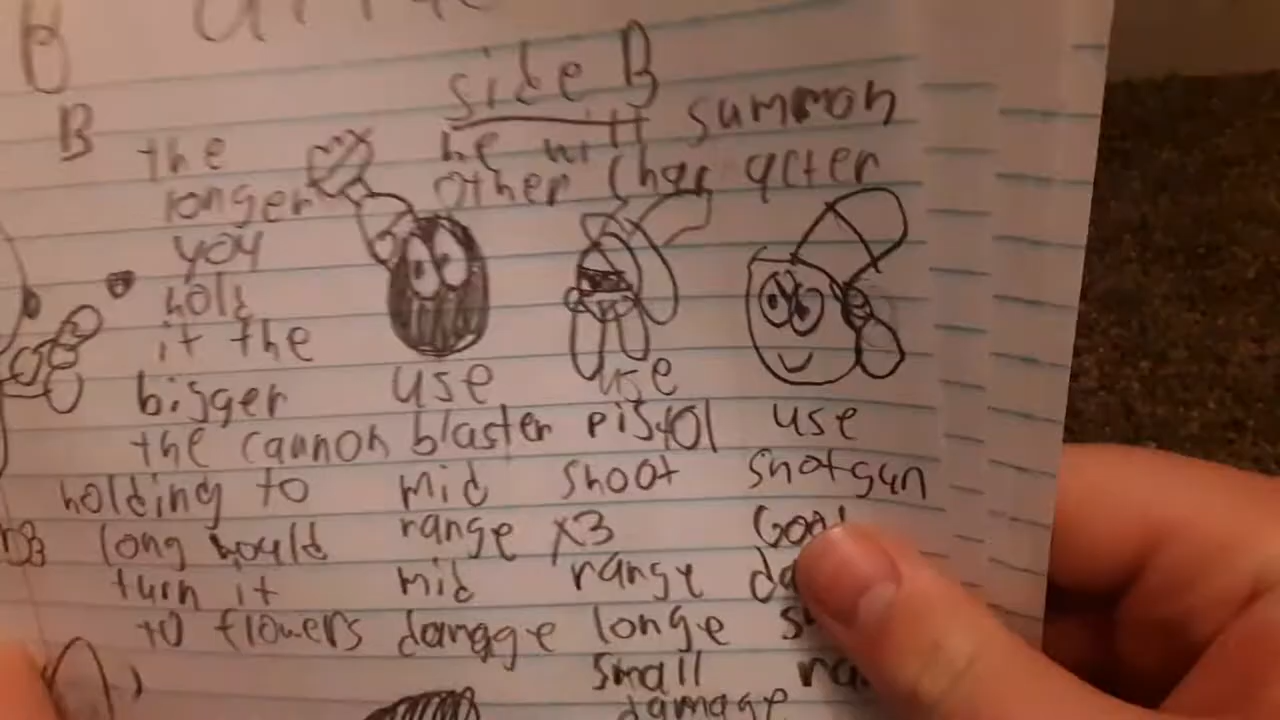 B
side B
he will summon
other character
B
the
longer
you
hold
it the
bigger
the cannon
holding to
long would
turn it
to flowers
use
blaster
mid
range
mid
damage
use
pistol
shoot
x3
range
longe
small
damage
use
shotgun